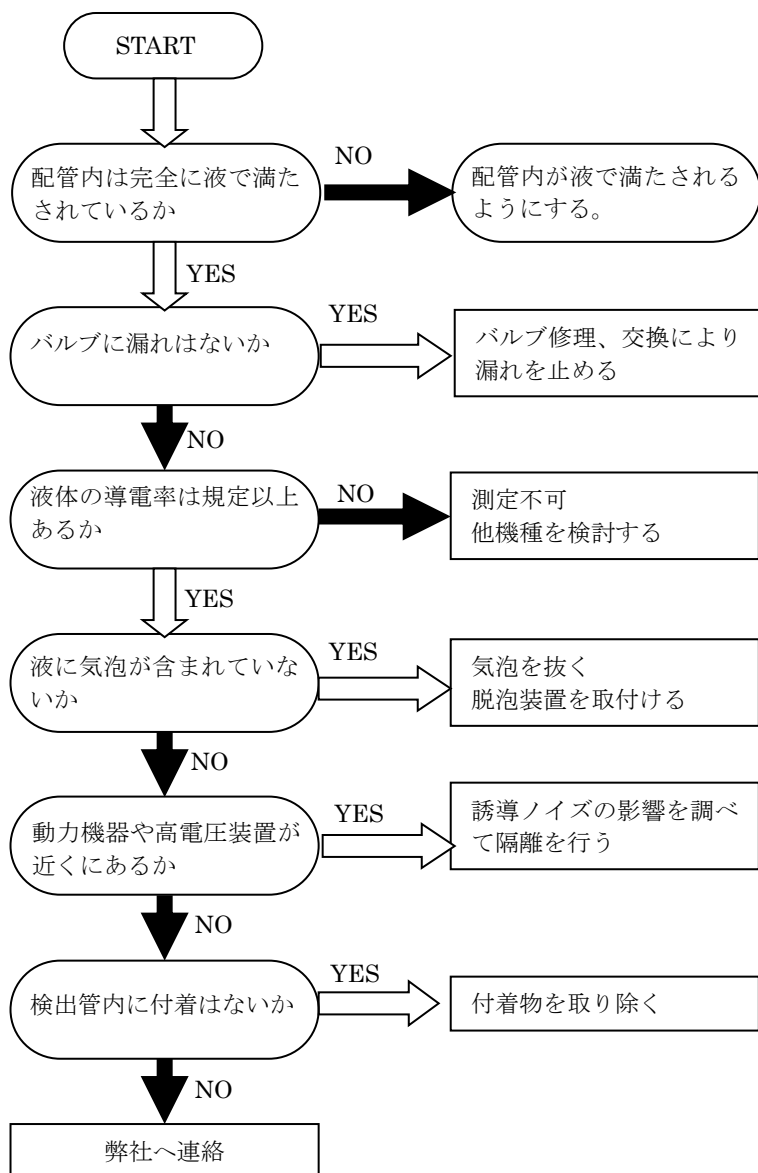 START
配管内は完全に液で満た
されているか
NO
配管内が液で満たされる
ようにする。
YES
バルブに漏れはないか
YES
バルブ修理、交換により
漏れを止める
NO
液体の導電率は規定以上
あるか
NO
測定不可
他機種を検討する
YES
液に気泡が含まれていな
いか
YES
気泡を抜く
脱泡装置を取付ける
NO
動力機器や高電圧装置が
近くにあるか
YES
誘導ノイズの影響を調べ
て隔離を行う
NO
検出管内に付着はないか
YES
付着物を取り除く
NO
弊社へ連絡